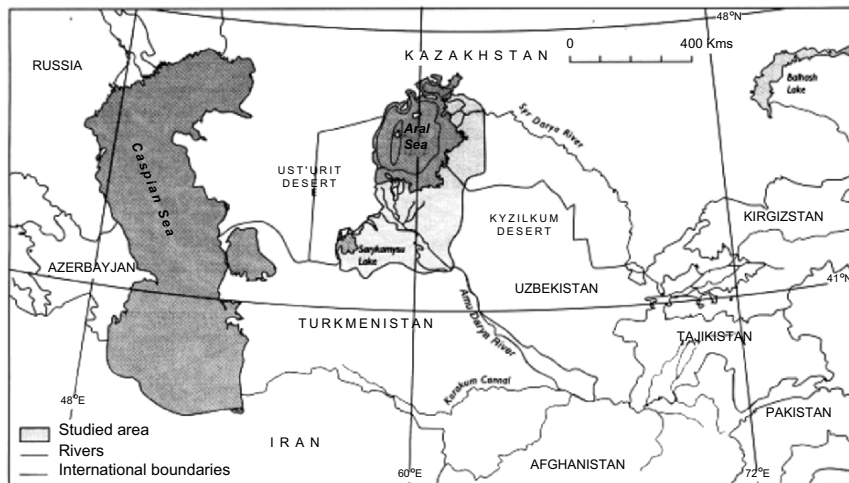 48°N
KAZAKHSTAN
0 400 Kms
RUSSIA
Balhash
Lake
Aral
Sea
Syr Darya River
Caspian Sea
UST'URIT
DESERT
E
KYZILKUM
DESERT
KIRGIZSTAN
Sarykamysu
Lake
AZERBAYJAN
UZBEKISTAN
41°N
Amu Darya River
TURKMENISTAN
TAJIKISTAN
Karakum Cannal
48°E
PAKISTAN
Studied area
Rivers
International boundaries
IRAN
AFGHANISTAN
60°E
72°E